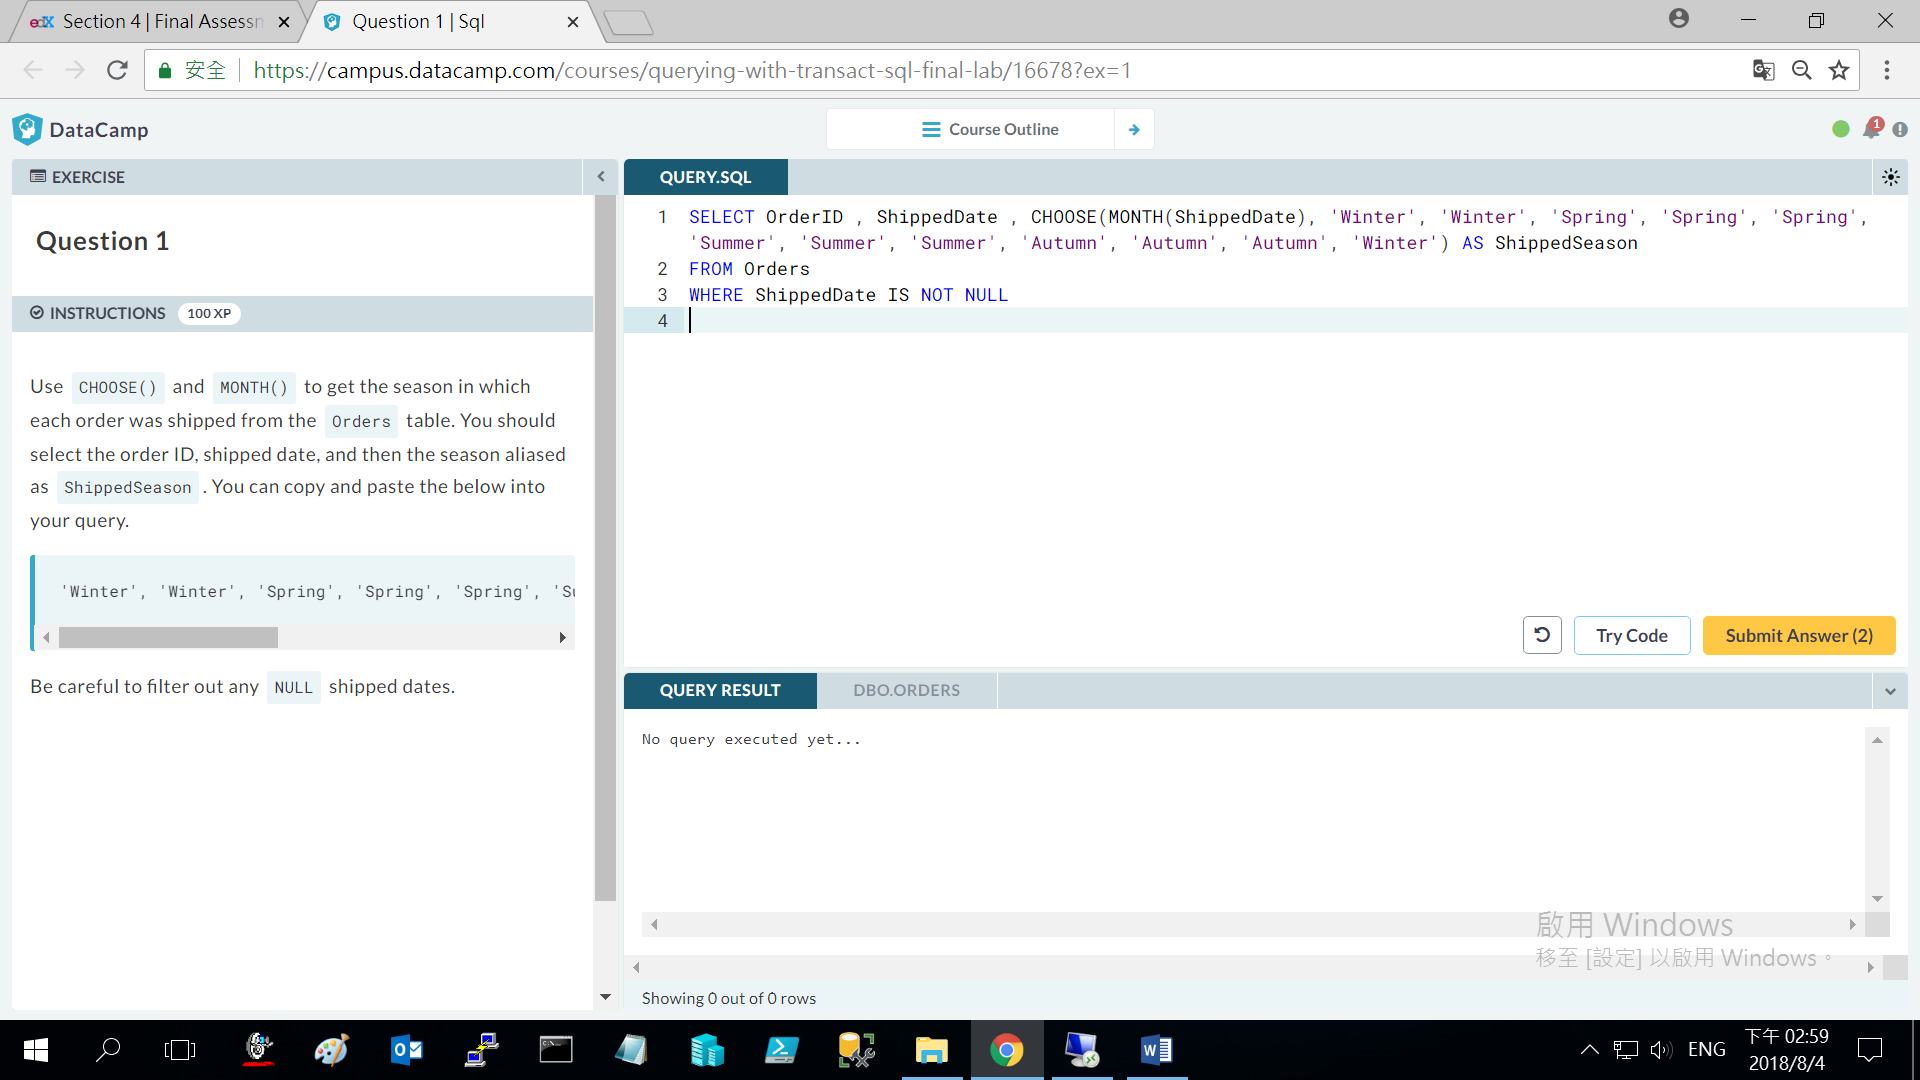 edX Section 4 | Final Assessm
Question 1 | Sql
安全
https://campus.datacamp.com/courses/querying-with-transact-sql-final-lab/16678?ex=1
DataCamp
Course Outline
1
EXERCISE
Question 1
INSTRUCTIONS 100 XP
Use CHOOSE() and MONTH() to get the season in which
each order was shipped from the Orders table. You should
select the order ID, shipped date, and then the season aliased
as ShippedSeason . You can copy and paste the below into
your query.
'Winter', 'Winter', 'Spring', 'Spring', 'Spring', 'Su
Be careful to filter out any NULL shipped dates.
QUERY.SQL
1 SELECT OrderID , ShippedDate , CHOOSE(MONTH(ShippedDate), 'Winter', 'Winter', 'Spring', 'Spring', 'Spring',
'Summer', 'Summer', 'Summer', 'Autumn', 'Autumn', 'Autumn', 'Winter') AS ShippedSeason
2 FROM Orders
3 WHERE ShippedDate IS NOT NULL
4
Try Code
Submit Answer (2)
QUERY RESULT
DBO.ORDERS
No query executed yet...
啟用 Windows
移至 [設定] 以啟用 Windows。
Showing 0 out of 0 rows
ENG
下午 02:59
2018/8/4